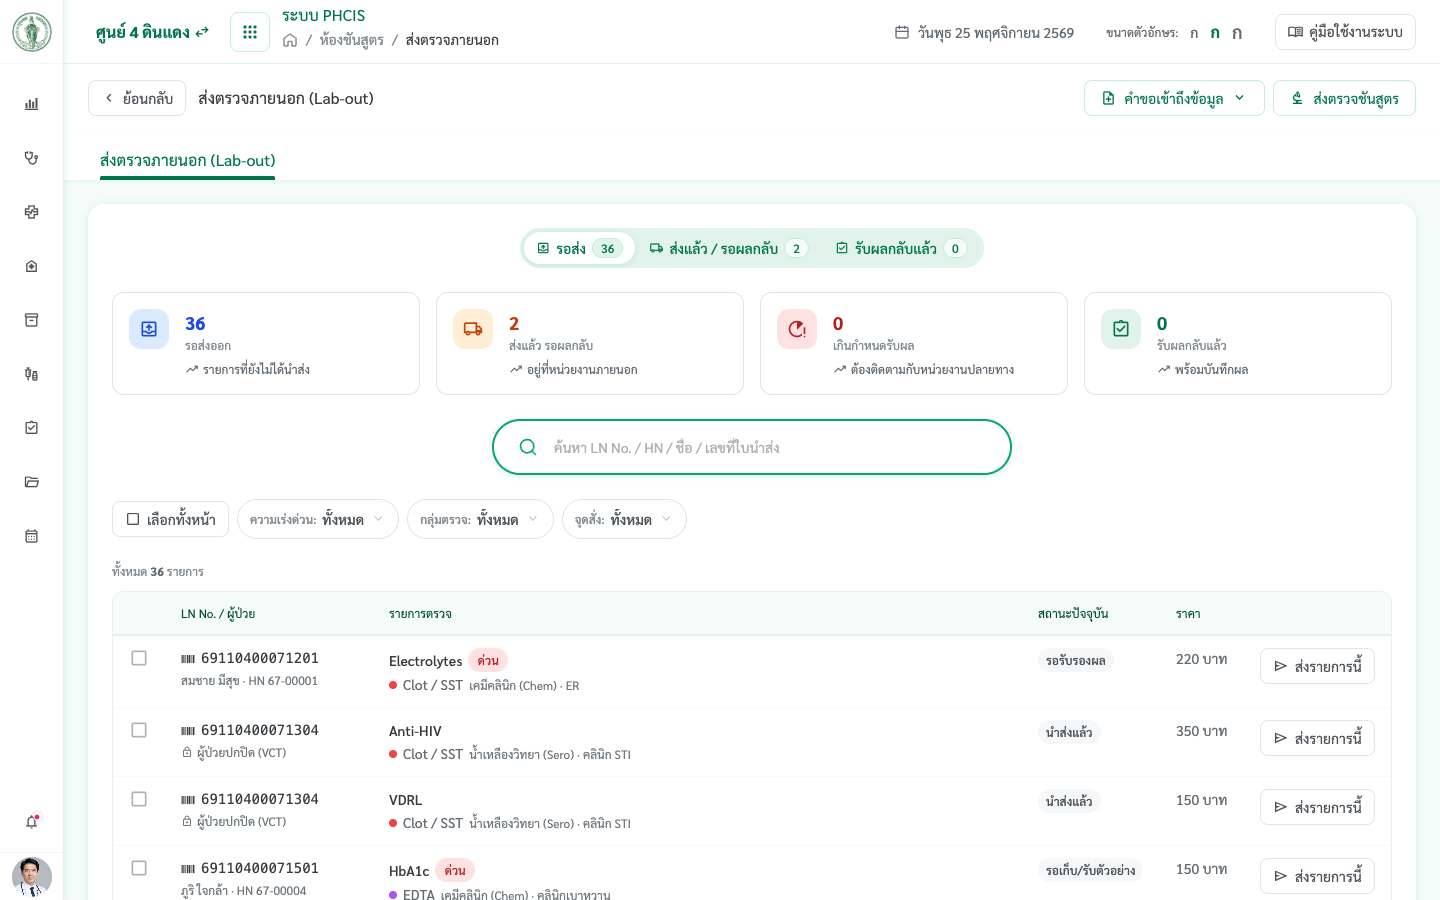 ศูนย์ 4 ดินแดง
ระบบ PHCIS
ห้องชันสูตร / ส่งตรวจภายนอก
วันพุธ 25 พฤศจิกายน 2569
ขนาดตัวอักษร: ก ก ก
คู่มือใช้งานระบบ
ย้อนกลับ
ส่งตรวจภายนอก (Lab-out)
คำขอเข้าถึงข้อมูล
ส่งตรวจชันสูตร
ส่งตรวจภายนอก (Lab-out)
รอส่ง 36
ส่งแล้ว / รอผลกลับ 2
รับผลกลับแล้ว 0
36
รอส่งออก
รายการที่ยังไม่ได้นำส่ง
2
ส่งแล้ว รอผลกลับ
อยู่ที่หน่วยงานภายนอก
0
เกินกำหนดรับผล
ต้องติดตามกับหน่วยงานปลายทาง
0
รับผลกลับแล้ว
พร้อมบันทึกผล
ค้นหา LN No. / HN / ชื่อ / เลขที่ใบนำส่ง
เลือกทั้งหน้า
ความเร่งด่วน: ทั้งหมด
กลุ่มตรวจ: ทั้งหมด
จุดสั่ง: ทั้งหมด
ทั้งหมด 36 รายการ
LN No. / ผู้ป่วย รายการตรวจ สถานะปัจจุบัน ราคา
69110400071201
สมชาย มีสุข · HN 67-00001
Electrolytes ด่วน
Clot / SST เคมีคลินิก (Chem) · ER
รอรับรองผล
220 บาท
ส่งรายการนี้
69110400071304
ผู้ป่วยปกปิด (VCT)
Anti-HIV
Clot / SST น้ำเหลืองวิทยา (Sero) · คลินิก STI
นำส่งแล้ว
350 บาท
ส่งรายการนี้
69110400071304
ผู้ป่วยปกปิด (VCT)
VDRL
Clot / SST น้ำเหลืองวิทยา (Sero) · คลินิก STI
นำส่งแล้ว
150 บาท
ส่งรายการนี้
69110400071501
ภูริ ใจกล้า · HN 67-00004
HbA1c ด่วน
EDTA เคมีคลินิก (Chem) · คลินิกเบาหวาน
รอเก็บ/รับตัวอย่าง
150 บาท
ส่งรายการนี้